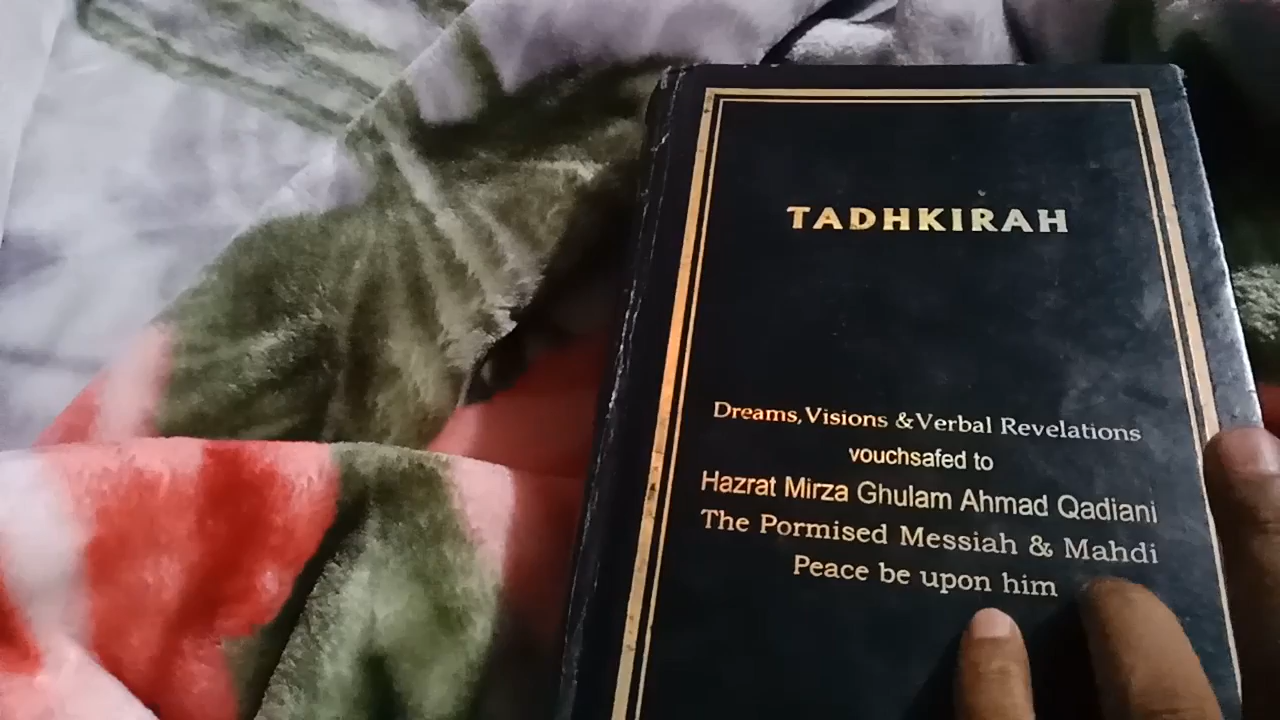 TADHKIRAH
Dreams, Visions & Verbal Revelations
vouchsafed to
Hazrat Mirza Ghulam Ahmad Qadiani
The Pormised Messiah & Mahdi
Peace be upon him